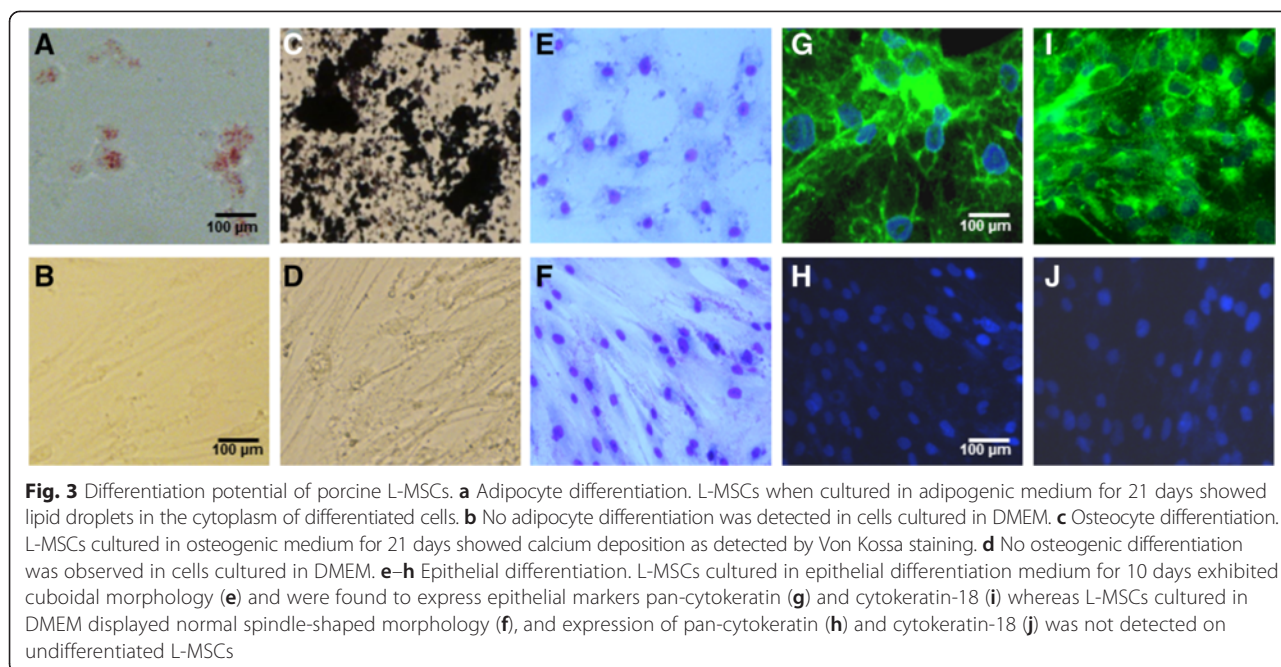 A C E G I
100 µm 100 µm
B D F H J
100 µm 100 µm
Fig. 3 Differentiation potential of porcine L-MSCs. a Adipocyte differentiation. L-MSCs when cultured in adipogenic medium for 21 days showed
lipid droplets in the cytoplasm of differentiated cells. b No adipocyte differentiation was detected in cells cultured in DMEM. c Osteocyte differentiation.
L-MSCs cultured in osteogenic medium for 21 days showed calcium deposition as detected by Von Kossa staining. d No osteogenic differentiation
was observed in cells cultured in DMEM. e–h Epithelial differentiation. L-MSCs cultured in epithelial differentiation medium for 10 days exhibited
cuboidal morphology (e) and were found to express epithelial markers pan-cytokeratin (g) and cytokeratin-18 (i) whereas L-MSCs cultured in
DMEM displayed normal spindle-shaped morphology (f), and expression of pan-cytokeratin (h) and cytokeratin-18 (j) was not detected on
undifferentiated L-MSCs